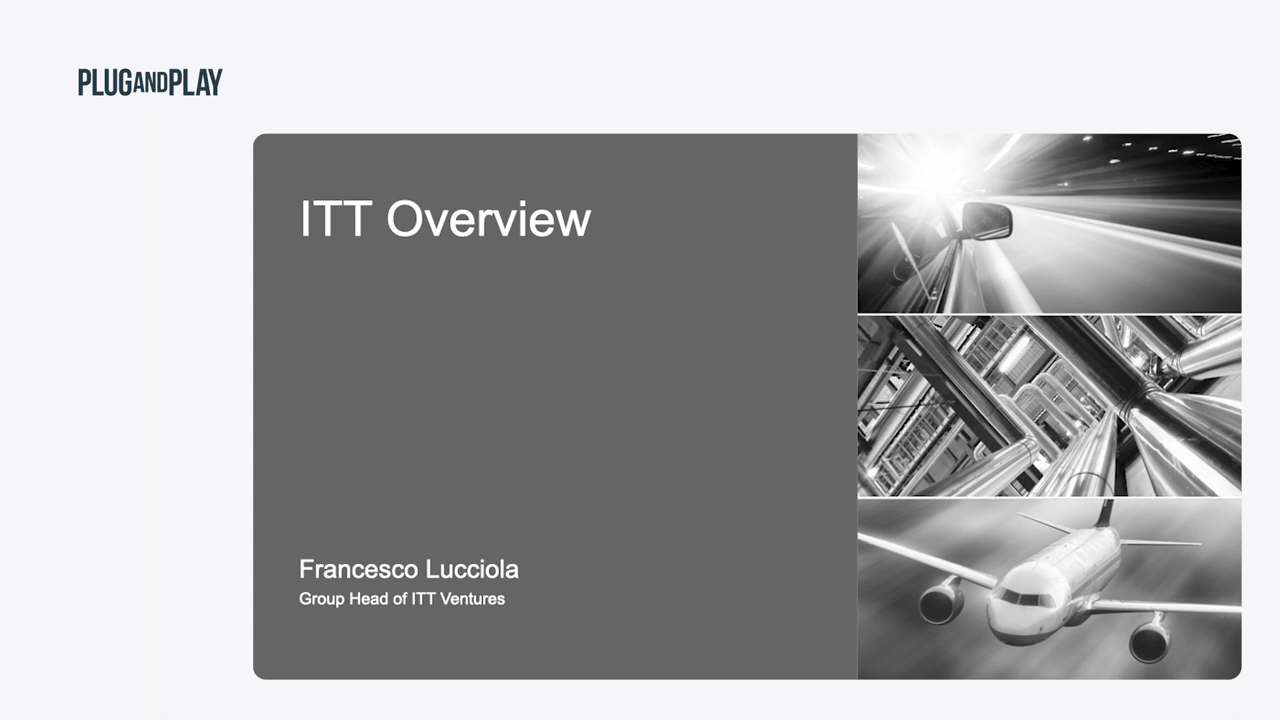 PLUGANDPLAY
ITT Overview
Francesco Lucciola
Group Head of ITT Ventures